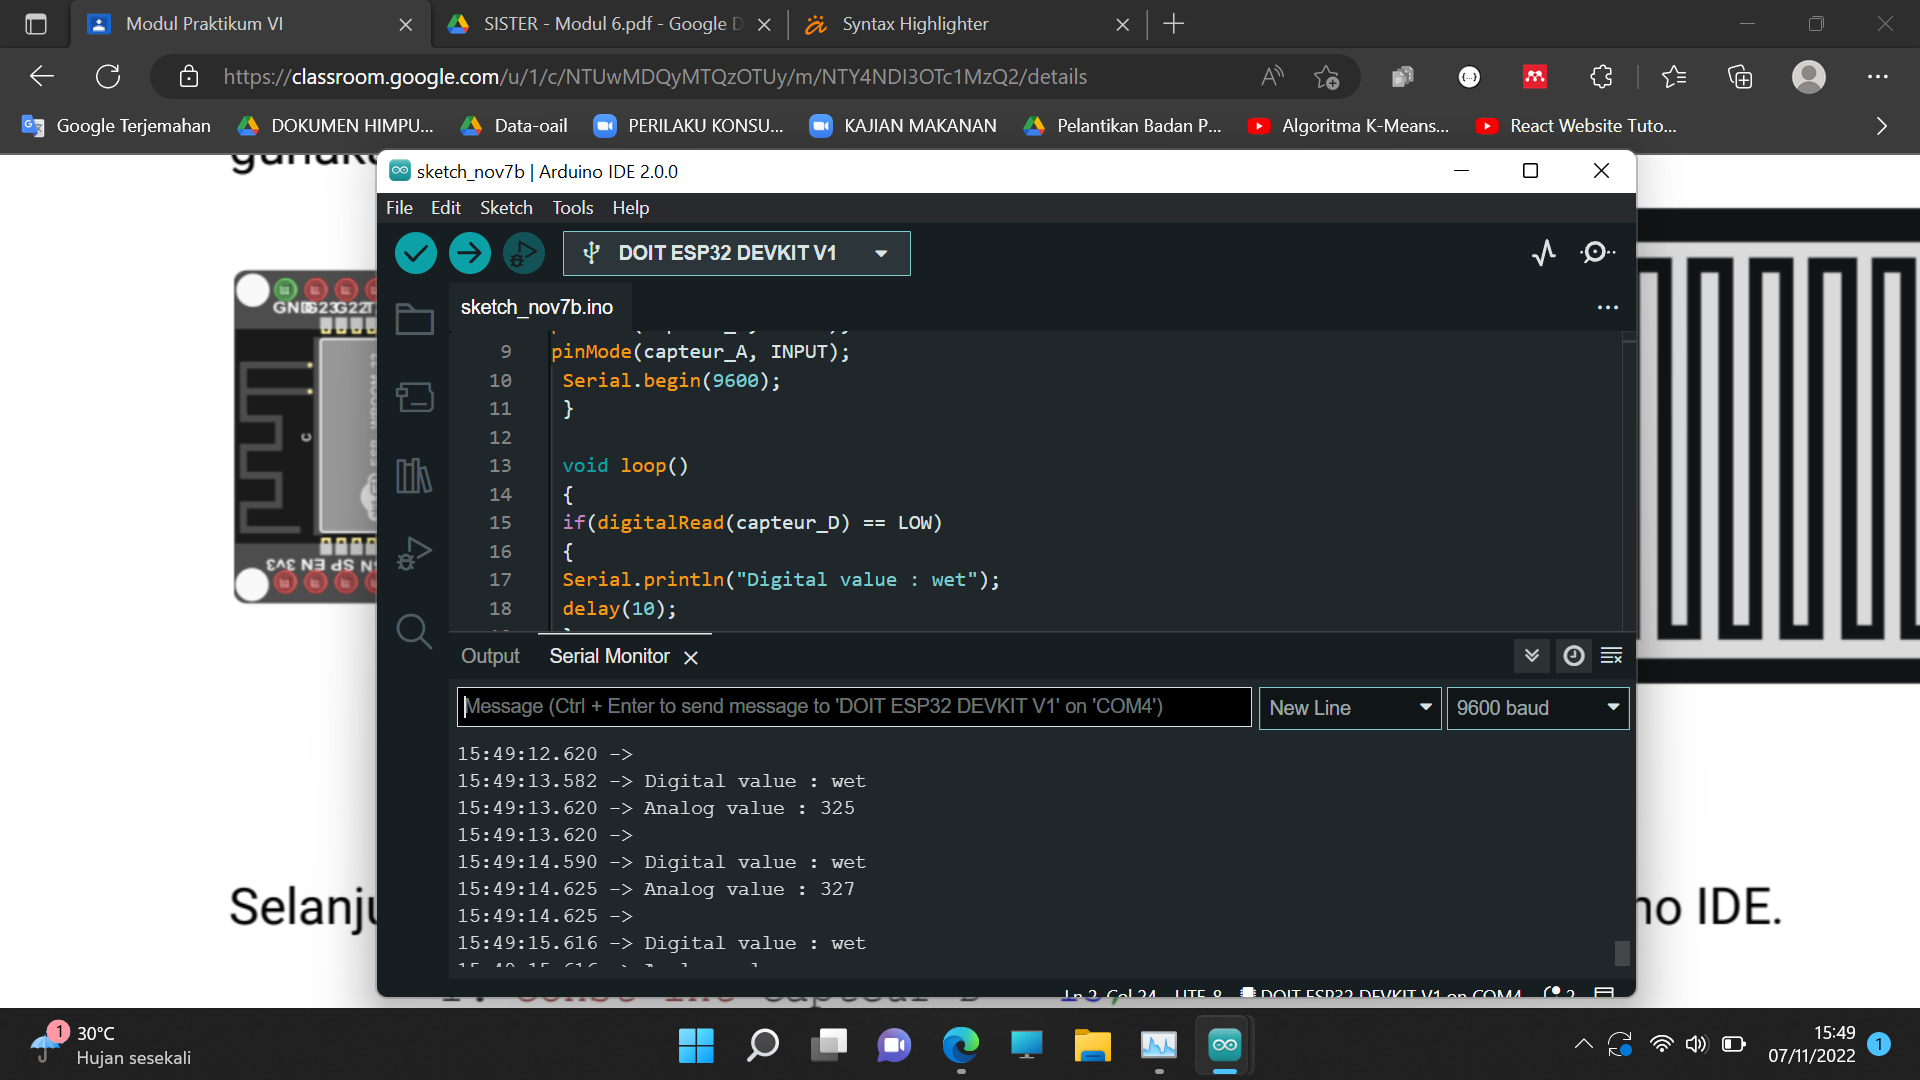 Modul Praktikum VI
SISTER - Modul 6.pdf - Google D
Syntax Highlighter
https://classroom.google.com/u/1/c/NTUwMDQyMTQzOTUy/m/NTY4NDI3OTc1MzQ2/details
Google Terjemahan
DOKUMEN HIMPU...
Data-oail
PERILAKU KONSU...
KAJIAN MAKANAN
Pelantikan Badan P...
Algoritma K-Means...
React Website Tuto...
sketch_nov7b | Arduino IDE 2.0.0
File Edit Sketch Tools Help
DOIT ESP32 DEVKIT V1
sketch_nov7b.ino
9 pinMode(capteur_A, INPUT);
10 Serial.begin(9600);
11 }
12
13 void loop()
14 {
15 if(digitalRead(capteur_D) == LOW)
16 {
17 Serial.println("Digital value : wet");
18 delay(10);
GND G23 G22
3V3 EN SP
Output
Serial Monitor
Message (Ctrl + Enter to send message to 'DOIT ESP32 DEVKIT V1' on 'COM4')
New Line
9600 baud
15:49:12.620 ->
15:49:13.582 -> Digital value : wet
15:49:13.620 -> Analog value : 325
15:49:13.620 ->
15:49:14.590 -> Digital value : wet
15:49:14.625 -> Analog value : 327
15:49:14.625 ->
15:49:15.616 -> Digital value : wet
Selanju
no IDE.
Ln 2, Col 24 UTF-8 DOIT ESP32 DEVKIT V1 on COM4 2
1
30°C
Hujan sesekali
15:49
07/11/2022
1